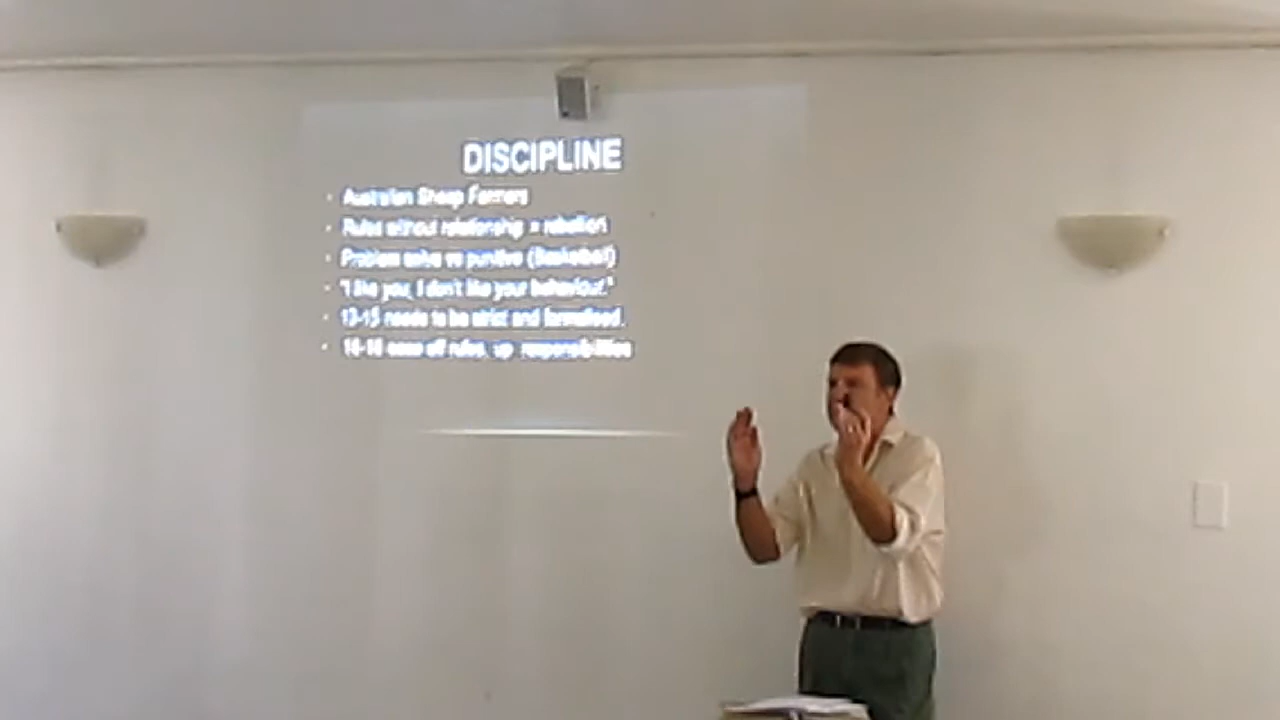 DISCIPLINE
Australian Sheep Farmers
Rules without relationship = rebellion
Problem solve vs punitive (Basketball)
"I like you, I don't like your behaviour."
13-15 needs to be strict and formalised.
16-18 ease off rules, up responsibilities